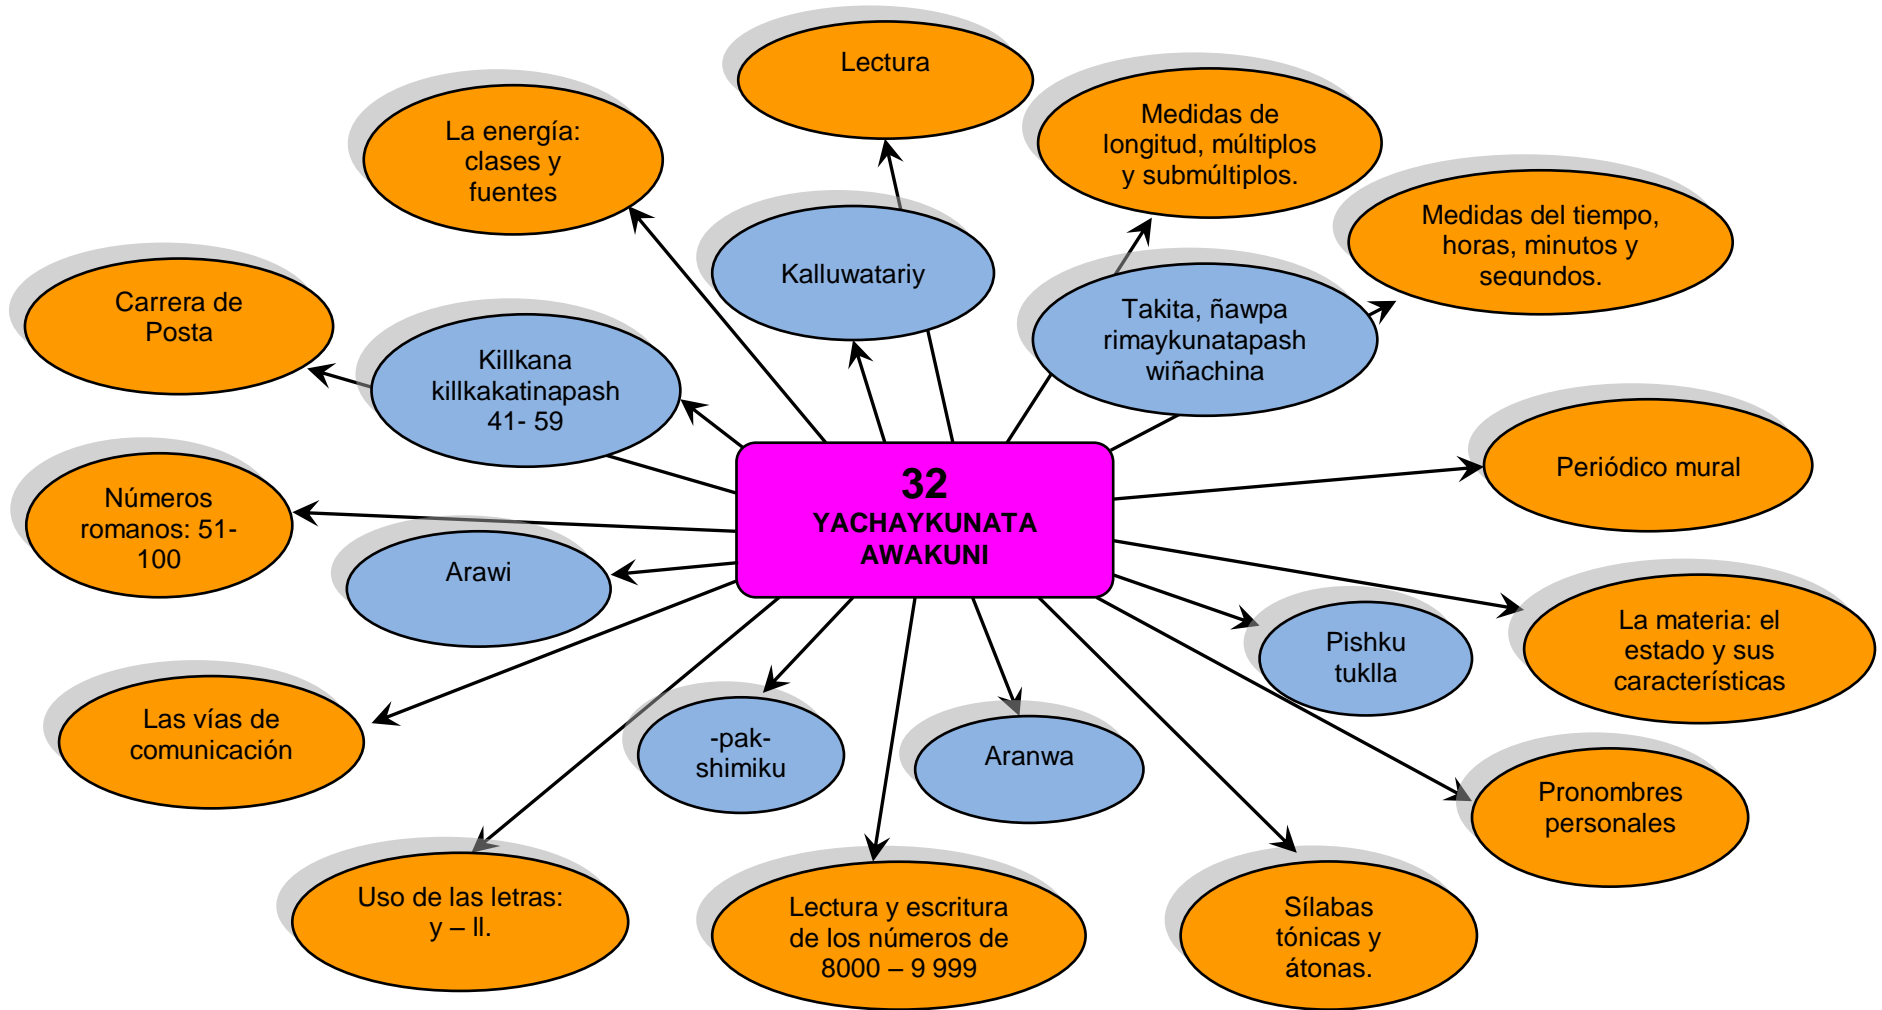 Lectura
La energía:
clases y
fuentes
Medidas de
longitud, múltiplos
y submúltiplos.
Medidas del tiempo,
horas, minutos y
segundos.
Kalluwatariy
Carrera de
Posta
Killkana
killkakatinapash
41- 59
Takita, ñawpa
rimaykunatapash
wiñachina
Periódico mural
32
YACHAYKUNATA
AWAKUNI
Números
romanos: 51-
100
Arawi
Pishku
tuklla
La materia: el
estado y sus
características
Las vías de
comunicación
-pak-
shimiku
Aranwa
Pronombres
personales
Uso de las letras:
y – ll.
Lectura y escritura
de los números de
8000 – 9 999
Sílabas
tónicas y
átonas.